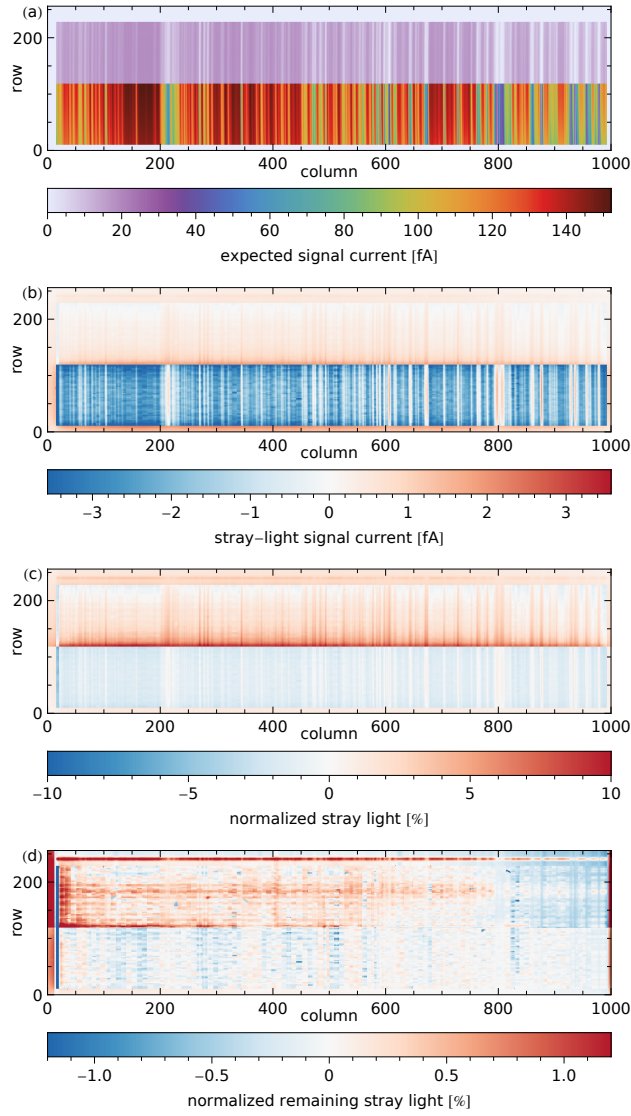 (a)
row
200
100
0
0 200 400 600 800 1000
column
0 20 40 60 80 100 120 140
expected signal current [fA]
(b)
row
200
0
0 200 400 600 800 1000
column
−3 −2 −1 0 1 2 3
stray−light signal current [fA]
(c)
row
200
0
0 200 400 600 800 1000
column
-10 -5 0 5 10
normalized stray light [%]
(d)
row
200
0
0 200 400 600 800 1000
column
−1.0 −0.5 0 0.5 1.0
normalized remaining stray light [%]